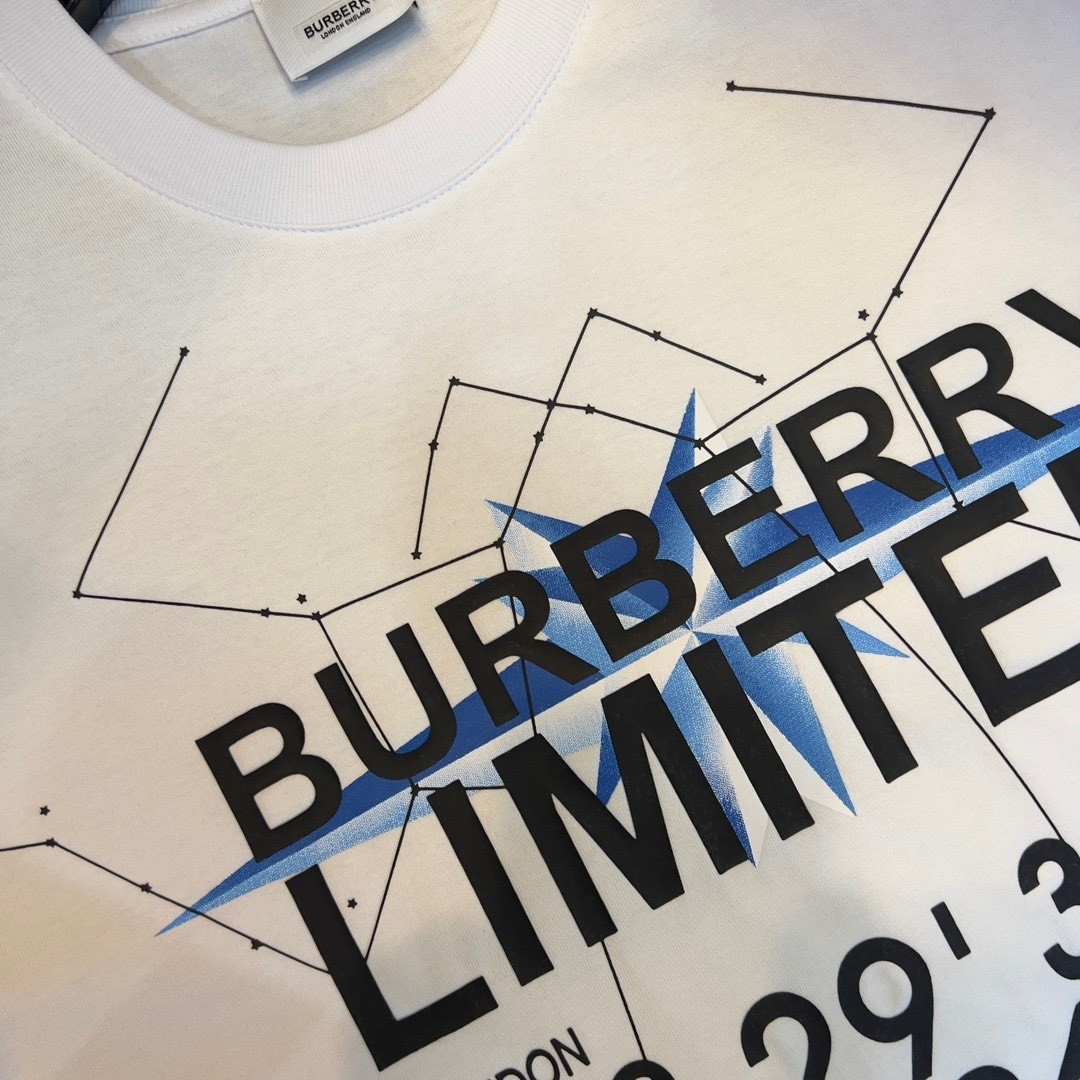 BURBERRY
LONDON ENGLAND
BURBERRY
LIMITE
29' 3
DON